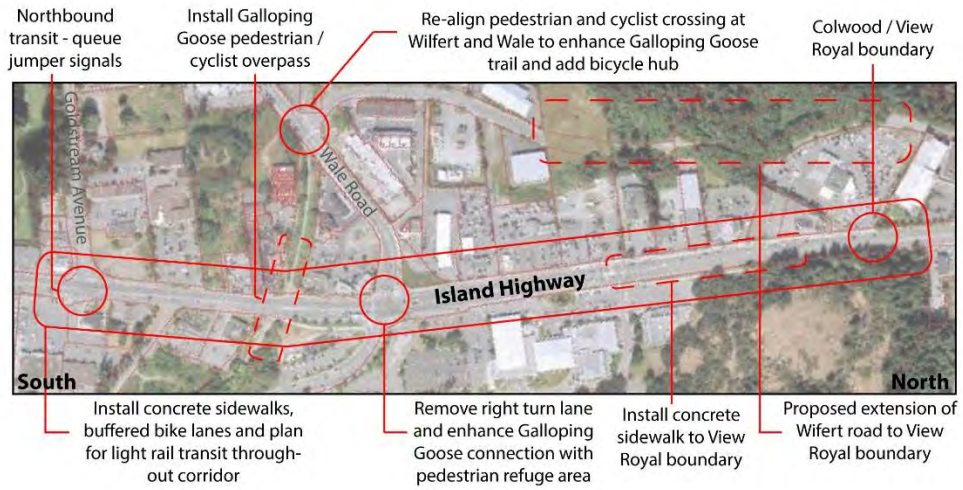 Northbound
transit - queue
jumper signals
Install Galloping
Goose pedestrian /
cyclist overpass
Re-align pedestrian and cyclist crossing at
Wilfert and Wale to enhance Galloping Goose
trail and add bicycle hub
Colwood / View
Royal boundary
Goldstream Avenue
Wale Road
Island Highway
South
North
Install concrete sidewalks,
buffered bike lanes and plan
for light rail transit through-
out corridor
Remove right turn lane
and enhance Galloping
Goose connection with
pedestrian refuge area
Install concrete
sidewalk to View
Royal boundary
Proposed extension of
Wifert road to View
Royal boundary